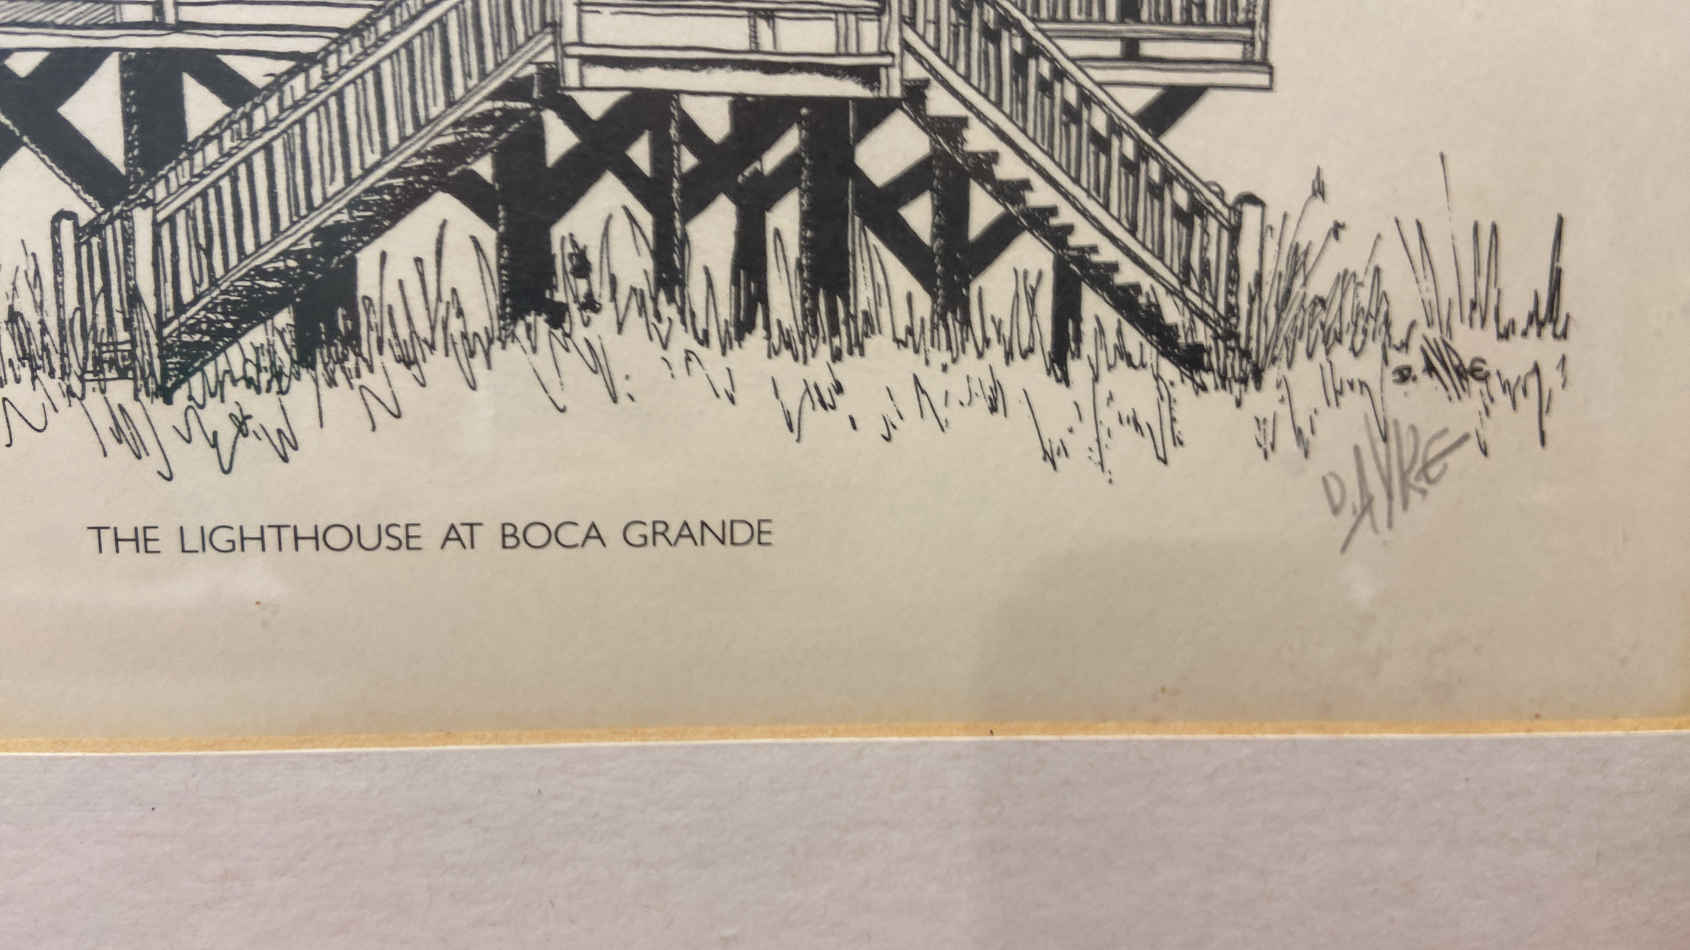 D. AYRE
D. AYRE
THE LIGHTHOUSE AT BOCA GRANDE